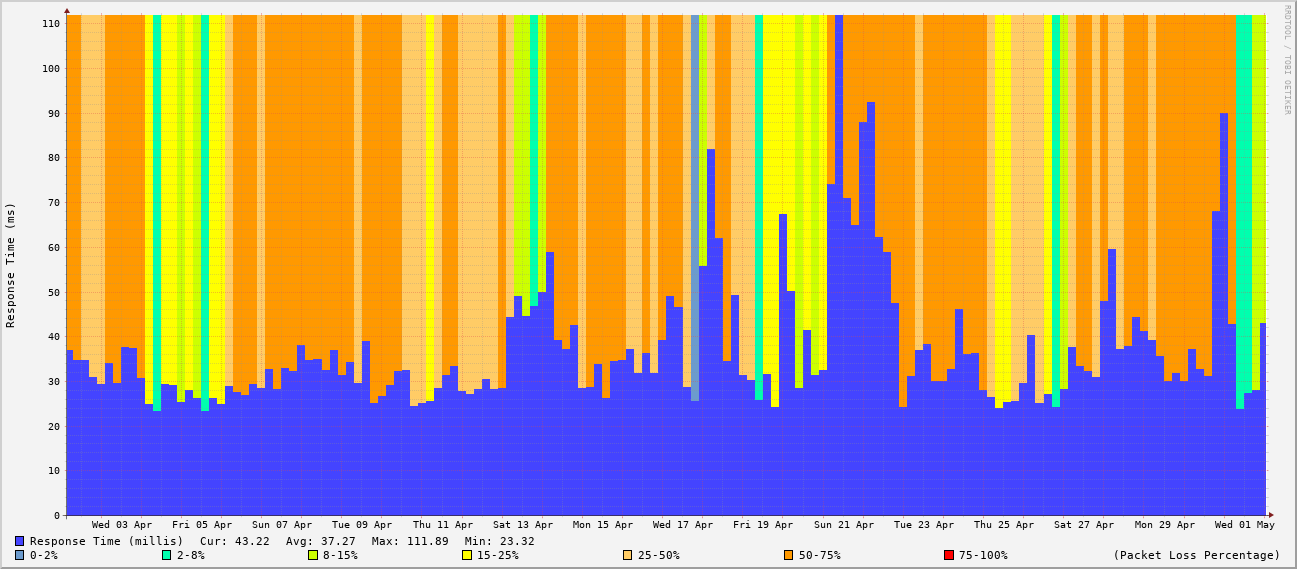 RRDTOOL / TOBI OETIKER
Response Time (ms)
110
100
90
80
70
60
50
40
30
20
10
0
Wed 03 Apr Fri 05 Apr Sun 07 Apr Tue 09 Apr Thu 11 Apr Sat 13 Apr Mon 15 Apr Wed 17 Apr Fri 19 Apr Sun 21 Apr Tue 23 Apr Thu 25 Apr Sat 27 Apr Mon 29 Apr Wed 01 May
Response Time (millis) Cur: 43.22 Avg: 37.27 Max: 111.89 Min: 23.32
0-2% 2-8% 8-15% 15-25% 25-50% 50-75% 75-100% (Packet Loss Percentage)